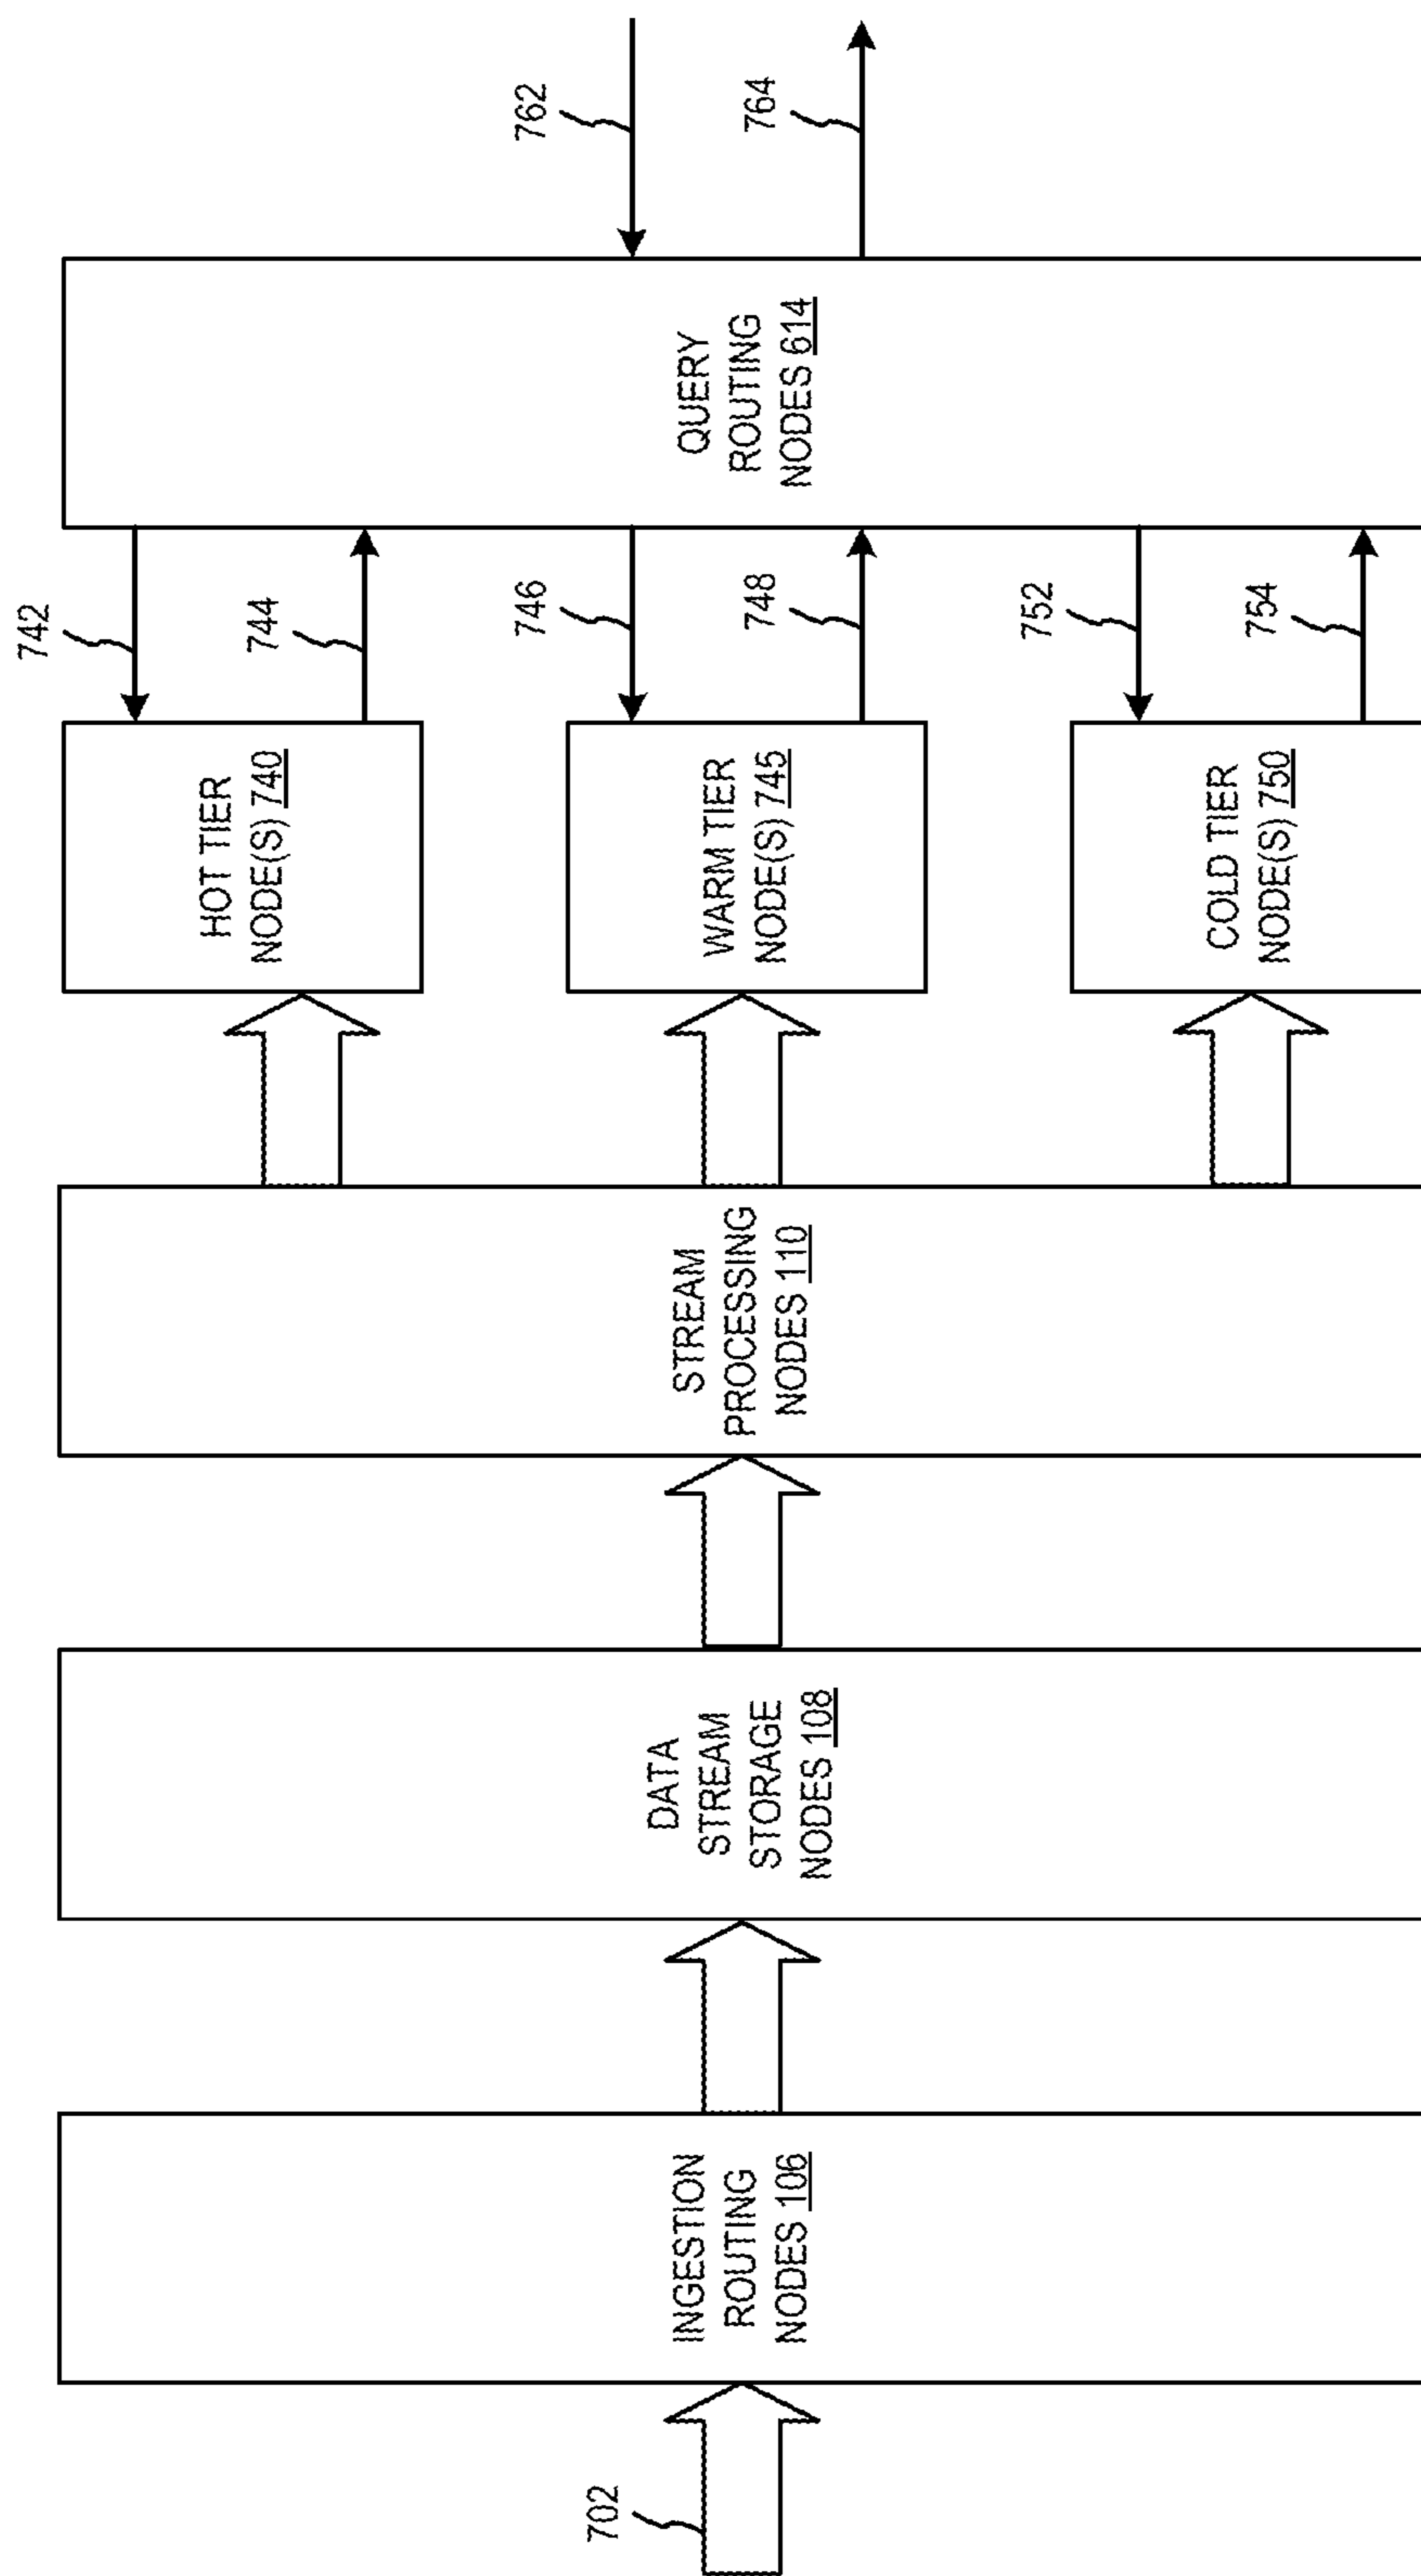 702
INGESTION
ROUTING
NODES 106
DATA
STREAM
STORAGE
NODES 108
STREAM
PROCESSING
NODES 110
HOT TIER
NODE(S) 740
WARM TIER
NODE(S) 745
COLD TIER
NODE(S) 750
742
744
746
748
752
754
QUERY
ROUTING
NODES 614
762
764